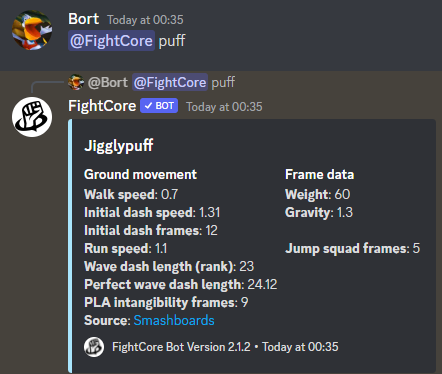 Bort Today at 00:35
@FightCore puff
@Bort @FightCore puff
FightCore ✓ BOT Today at 00:35
Jigglypuff
Ground movement
Walk speed: 0.7
Initial dash speed: 1.31
Initial dash frames: 12
Run speed: 1.1
Wave dash length (rank): 23
Perfect wave dash length: 24.12
PLA intangibility frames: 9
Frame data
Weight: 60
Gravity: 1.3
Jump squad frames: 5
Source: Smashboards
FightCore Bot Version 2.1.2 • Today at 00:35